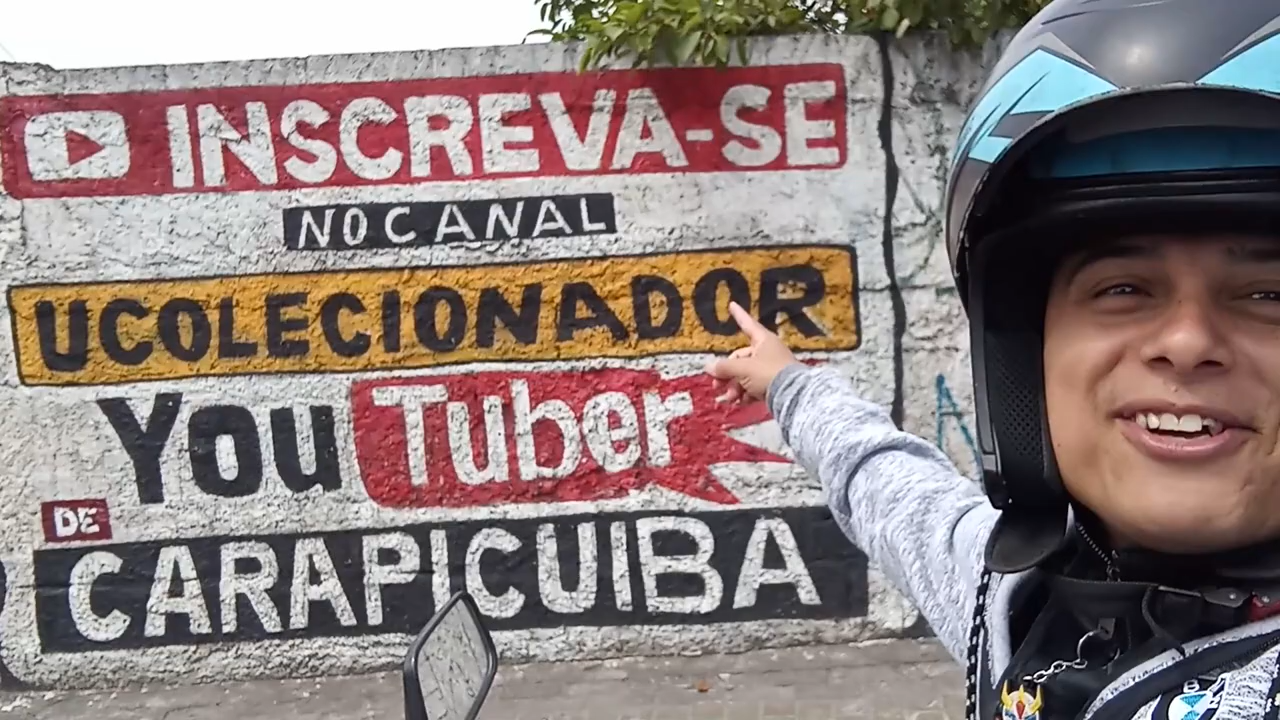 INSCREVA-SE
NO CANAL
UCOLECIONADOR
YouTuber
DE
CARAPICUIBA